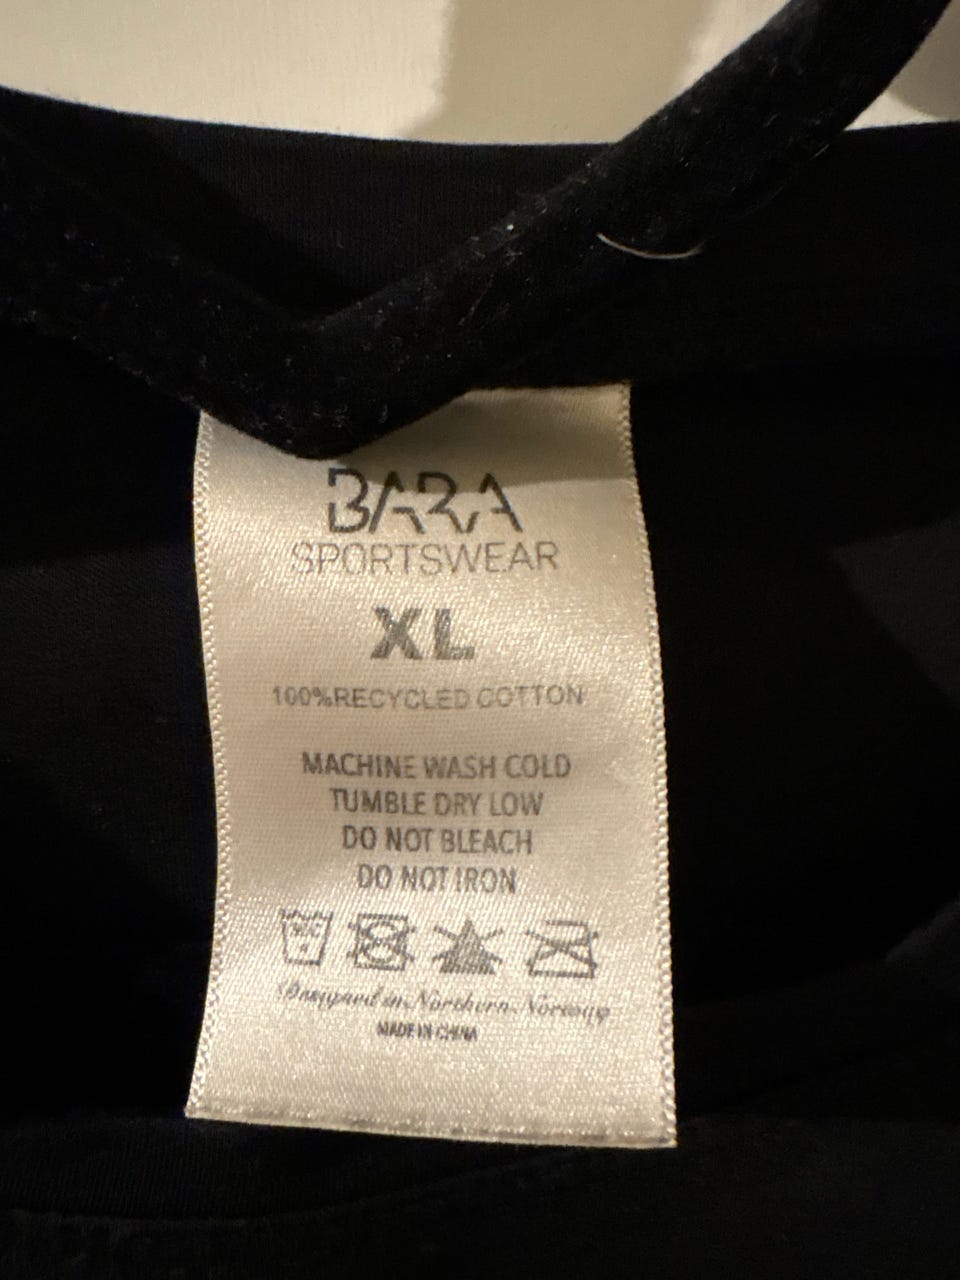 BARA
SPORTSWEAR
XL
100%RECYCLED COTTON
MACHINE WASH COLD
TUMBLE DRY LOW
DO NOT BLEACH
DO NOT IRON
30C
Designed in Northern Norway
MADE IN CHINA